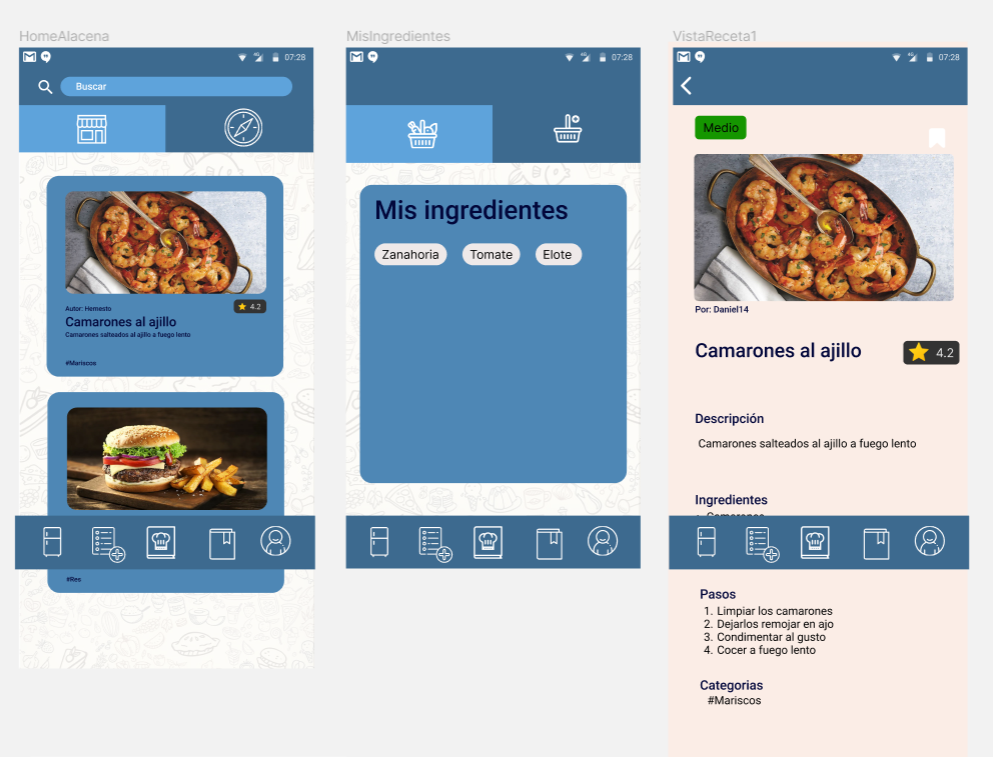 HomeAlacena
07:28
Buscar
Autor: Hernesto
4.2
Camarones al ajillo
Camarones salteados al ajillo a fuego lento
#Mariscos
#Res
MisIngredientes
07:28
Mis ingredientes
Zanahoria
Tomate
Elote
VistaReceta1
07:28
Medio
Por: Daniel14
Camarones al ajillo
4.2
Descripción
Camarones salteados al ajillo a fuego lento
Ingredientes
Pasos
1. Limpiar los camarones
2. Dejarlos remojar en ajo
3. Condimentar al gusto
4. Cocer a fuego lento
Categorias
#Mariscos